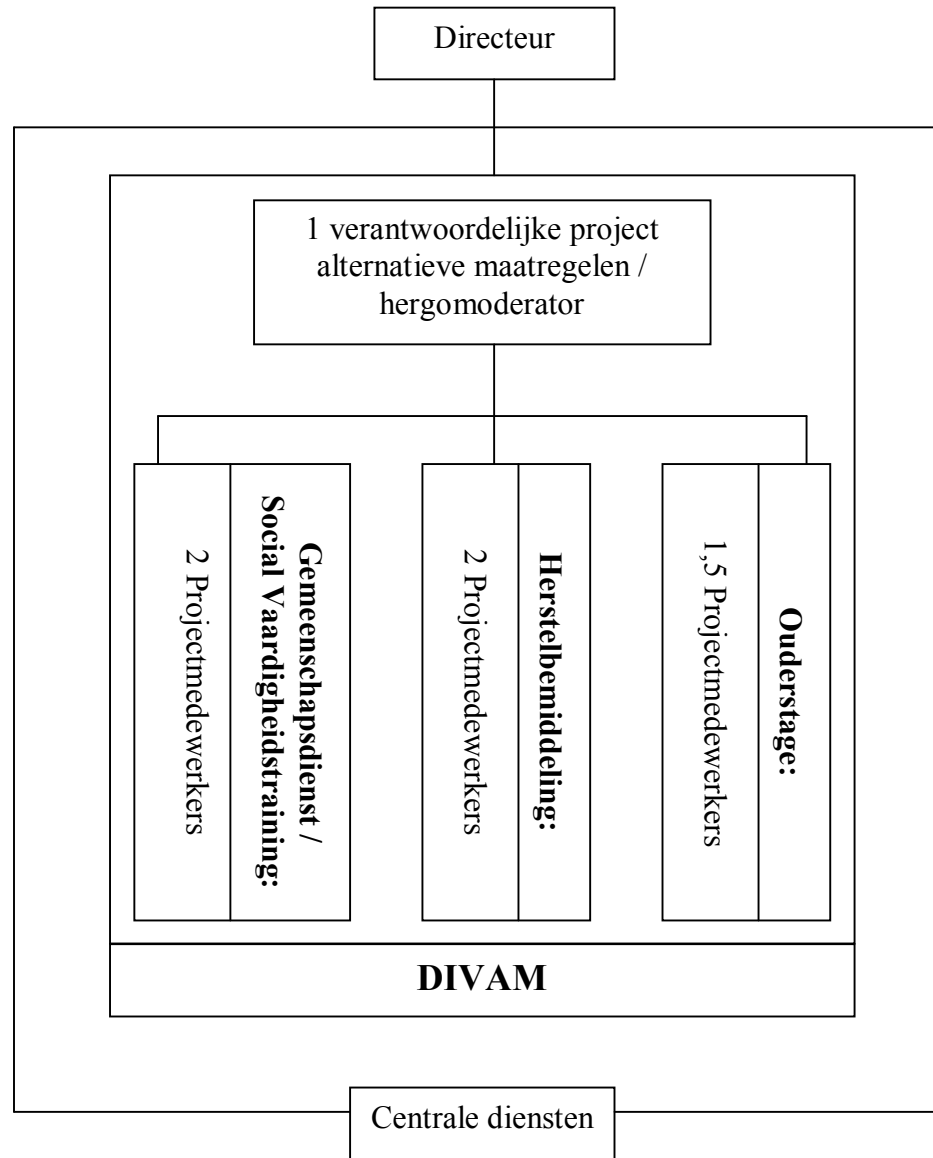 Directeur
1 verantwoordelijke project
alternatieve maatregelen /
hergomoderator
Gemeenschapsdienst /
Social Vaardigheidstraining:
2 Projectmedewerkers
Herstelbemiddeling:
2 Projectmedewerkers
Ouderstage:
1,5 Projectmedewerkers
DIVAM
Centrale diensten